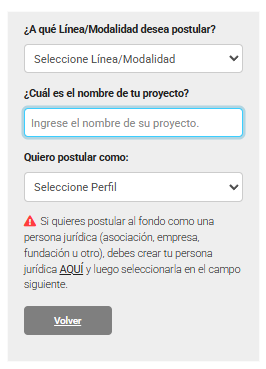 ¿A qué Línea/Modalidad desea postular?
Seleccione Línea/Modalidad
¿Cuál es el nombre de tu proyecto?
Ingrese el nombre de su proyecto.
Quiero postular como:
Seleccione Perfil
Si quieres postular al fondo como una
persona jurídica (asociación, empresa,
fundación u otro), debes crear tu persona
jurídica AQUÍ y luego seleccionarla en el campo
siguiente.
Volver